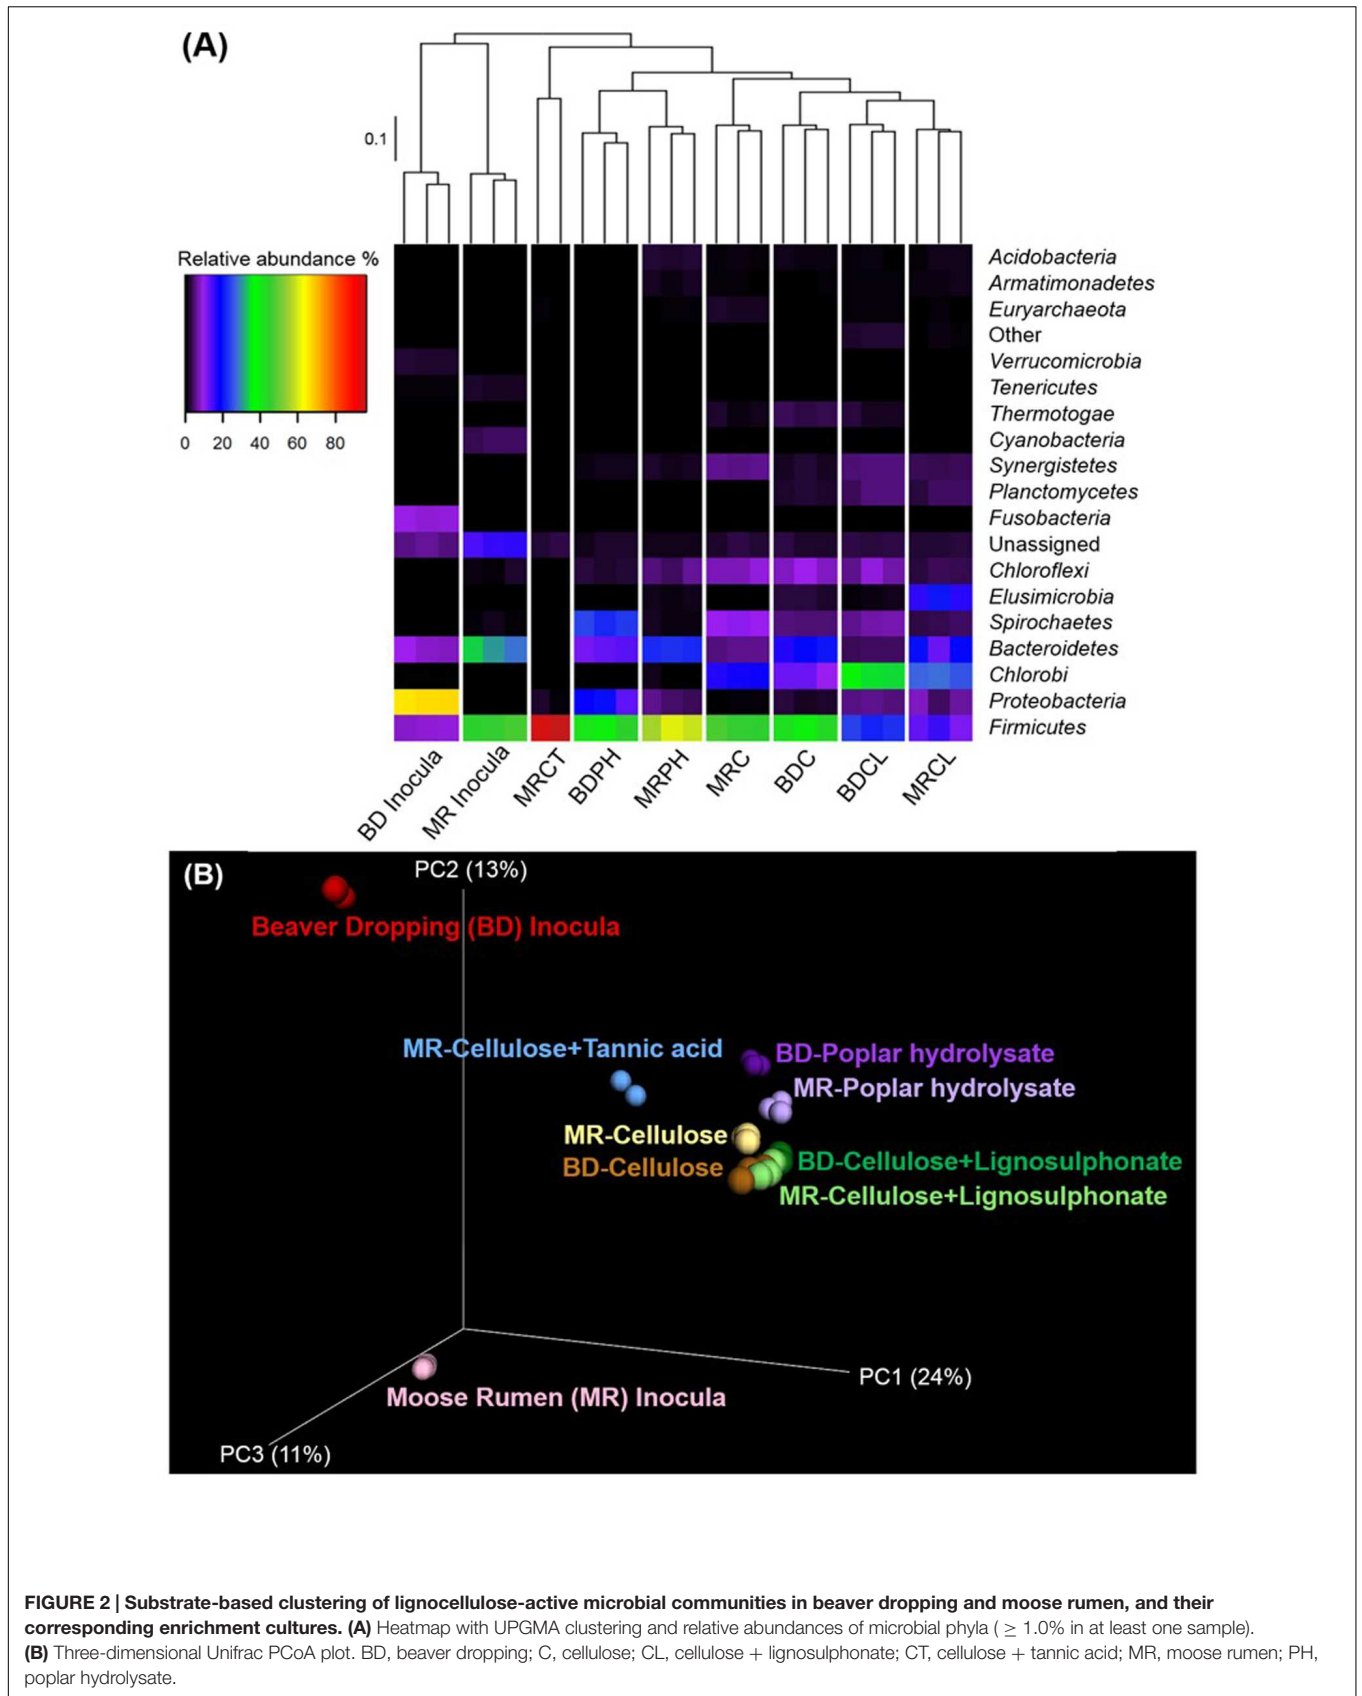 (A)
0.1
Relative abundance %
0 20 40 60 80
Acidobacteria
Armatimonadetes
Euryarchaeota
Other
Verrucomicrobia
Tenericutes
Thermotogae
Cyanobacteria
Synergistetes
Planctomycetes
Fusobacteria
Unassigned
Chloroflexi
Elusimicrobia
Spirochaetes
Bacteroidetes
Chlorobi
Proteobacteria
Firmicutes
BD Inocula
MR Inocula
MRCT
BDPH
MRPH
MRC
BDC
BDCL
MRCL
(B)
PC2 (13%)
Beaver Dropping (BD) Inocula
MR-Cellulose+Tannic acid
BD-Poplar hydrolysate
MR-Poplar hydrolysate
MR-Cellulose
BD-Cellulose
BD-Cellulose+Lignosulphonate
MR-Cellulose+Lignosulphonate
PC1 (24%)
Moose Rumen (MR) Inocula
PC3 (11%)
FIGURE 2 | Substrate-based clustering of lignocellulose-active microbial communities in beaver dropping and moose rumen, and their
corresponding enrichment cultures. (A) Heatmap with UPGMA clustering and relative abundances of microbial phyla ( ≥ 1.0% in at least one sample).
(B) Three-dimensional Unifrac PCoA plot. BD, beaver dropping; C, cellulose; CL, cellulose + lignosulphonate; CT, cellulose + tannic acid; MR, moose rumen; PH,
poplar hydrolysate.